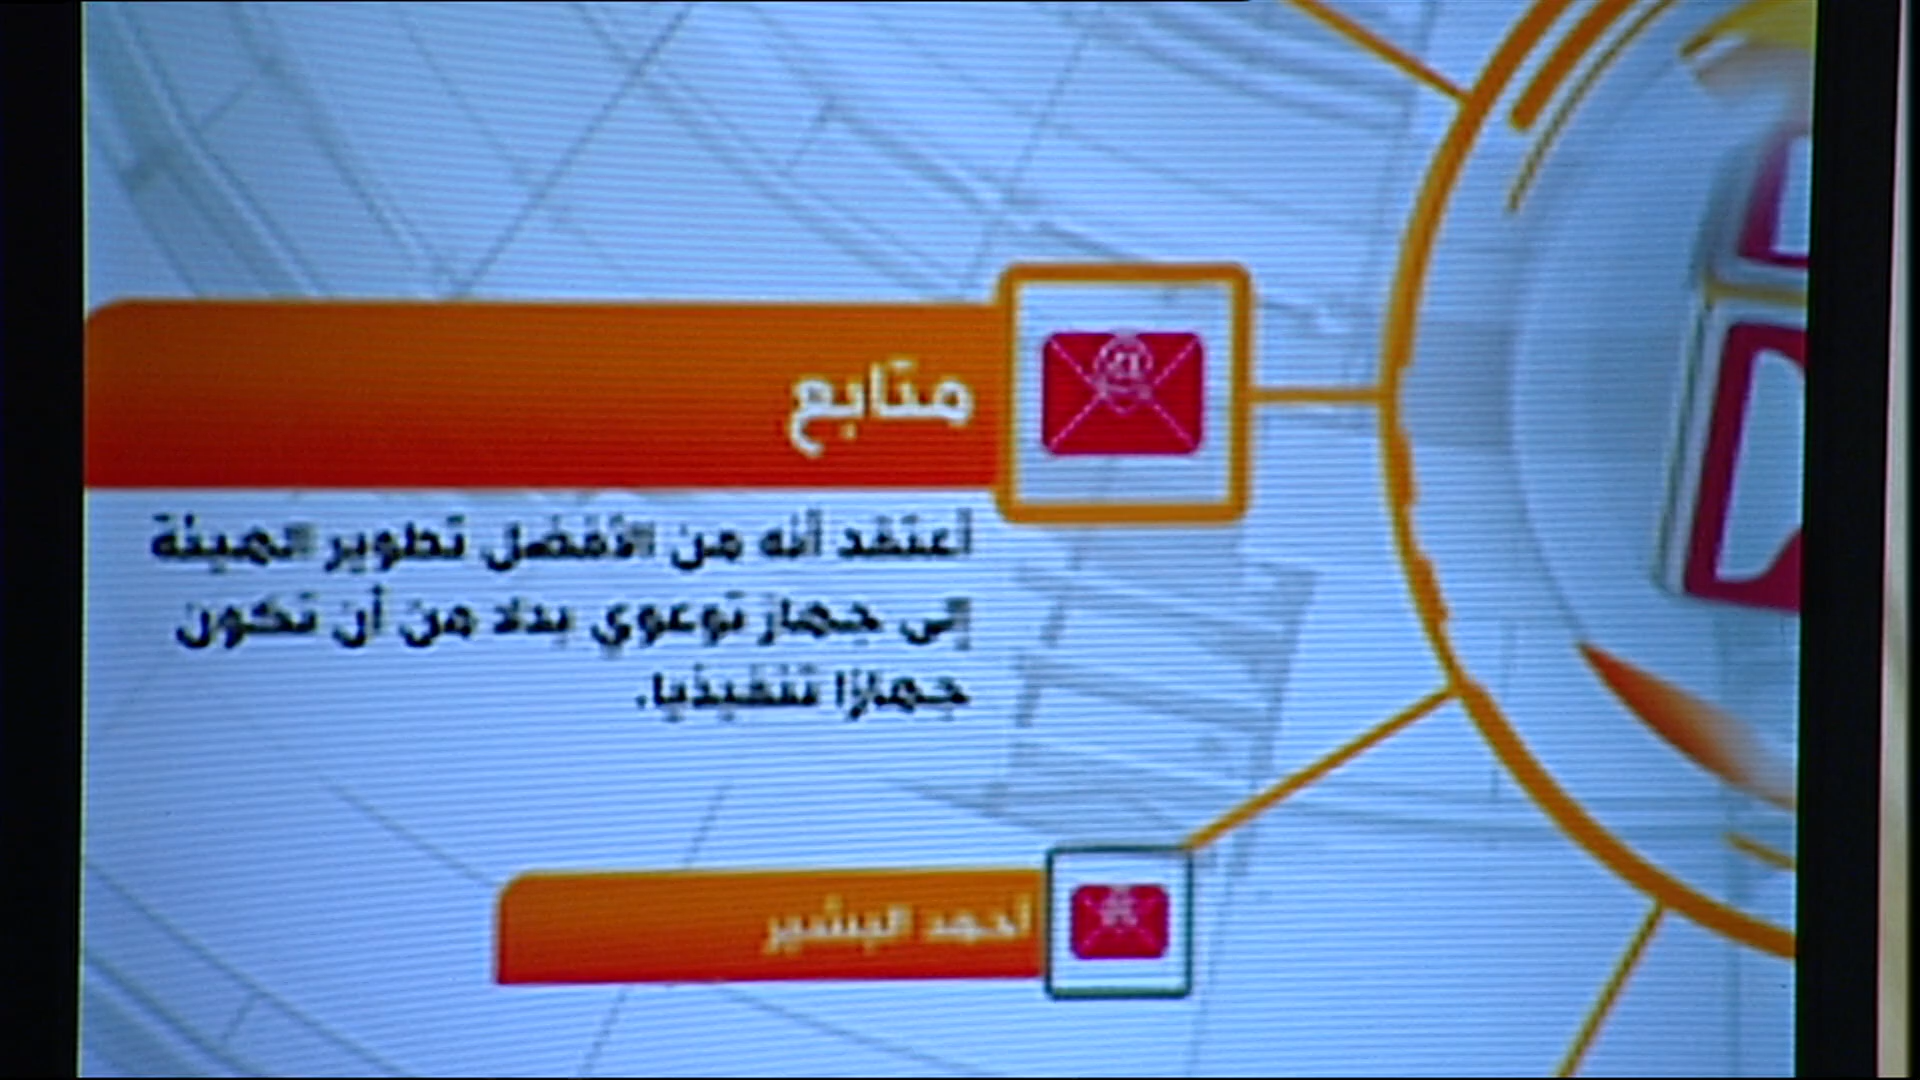 متابع
أعتقد أنه من الأفضل تطوير الهيئة
إلى جهاز توعوي بدلا من أن تكون
جهازا تنفيذيا.
أحمد البشير